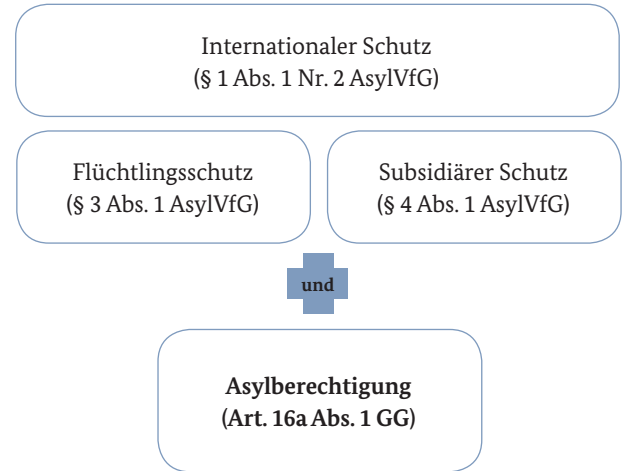 Internationaler Schutz
(§ 1 Abs. 1 Nr. 2 AsylVfG)
Flüchtlingsschutz
(§ 3 Abs. 1 AsylVfG)
Subsidiärer Schutz
(§ 4 Abs. 1 AsylVfG)
und
Asylberechtigung
(Art. 16a Abs. 1 GG)